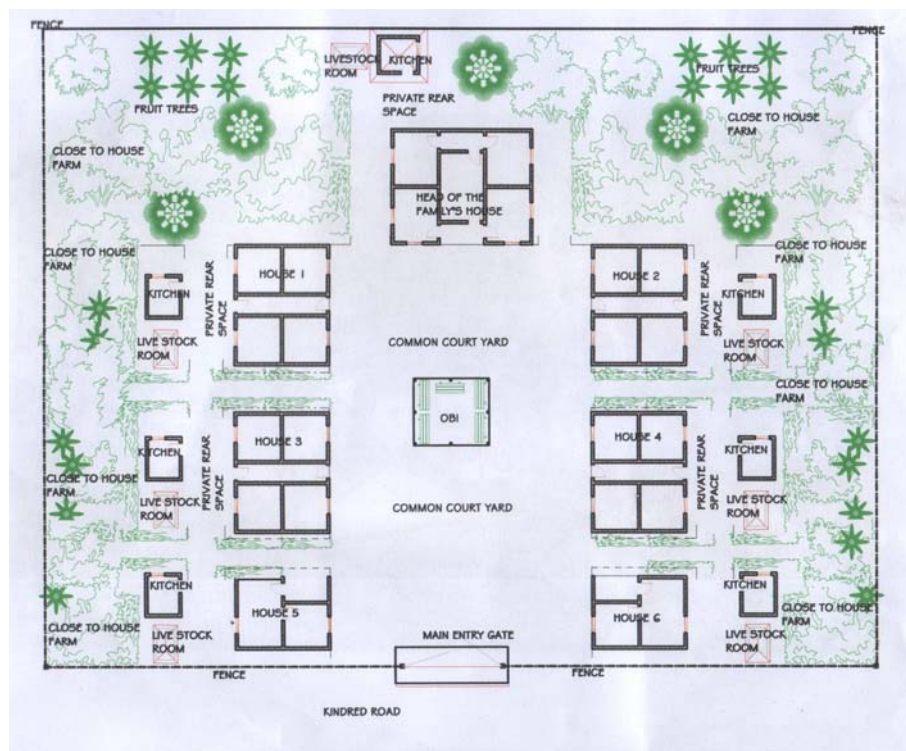 FENCE
FENCE
LIVESTOCK
ROOM
KITCHEN
FRUIT TREES
FRUIT TREES
PRIVATE REAR
SPACE
CLOSE TO HOUSE
FARM
CLOSE TO HOUSE
FARM
HEAD OF THE
FAMILY'S HOUSE
CLOSE TO HOUSE
FARM
KITCHEN
PRIVATE REAR
SPACE
HOUSE 1
HOUSE 2
PRIVATE REAR
SPACE
KITCHEN
CLOSE TO HOUSE
FARM
LIVE STOCK
ROOM
COMMON COURT YARD
LIVE STOCK
ROOM
CLOSE TO HOUSE
FARM
OBI
KITCHEN
PRIVATE REAR
SPACE
HOUSE 3
HOUSE 4
PRIVATE REAR
SPACE
KITCHEN
CLOSE TO HOUSE
FARM
LIVE STOCK
ROOM
COMMON COURT YARD
LIVE STOCK
ROOM
KITCHEN
HOUSE 5
HOUSE 6
KITCHEN
CLOSE TO HOUSE
FARM
CLOSE TO HOUSE
FARM
LIVE STOCK
ROOM
MAIN ENTRY GATE
LIVE STOCK
ROOM
FENCE
FENCE
KINDRED ROAD